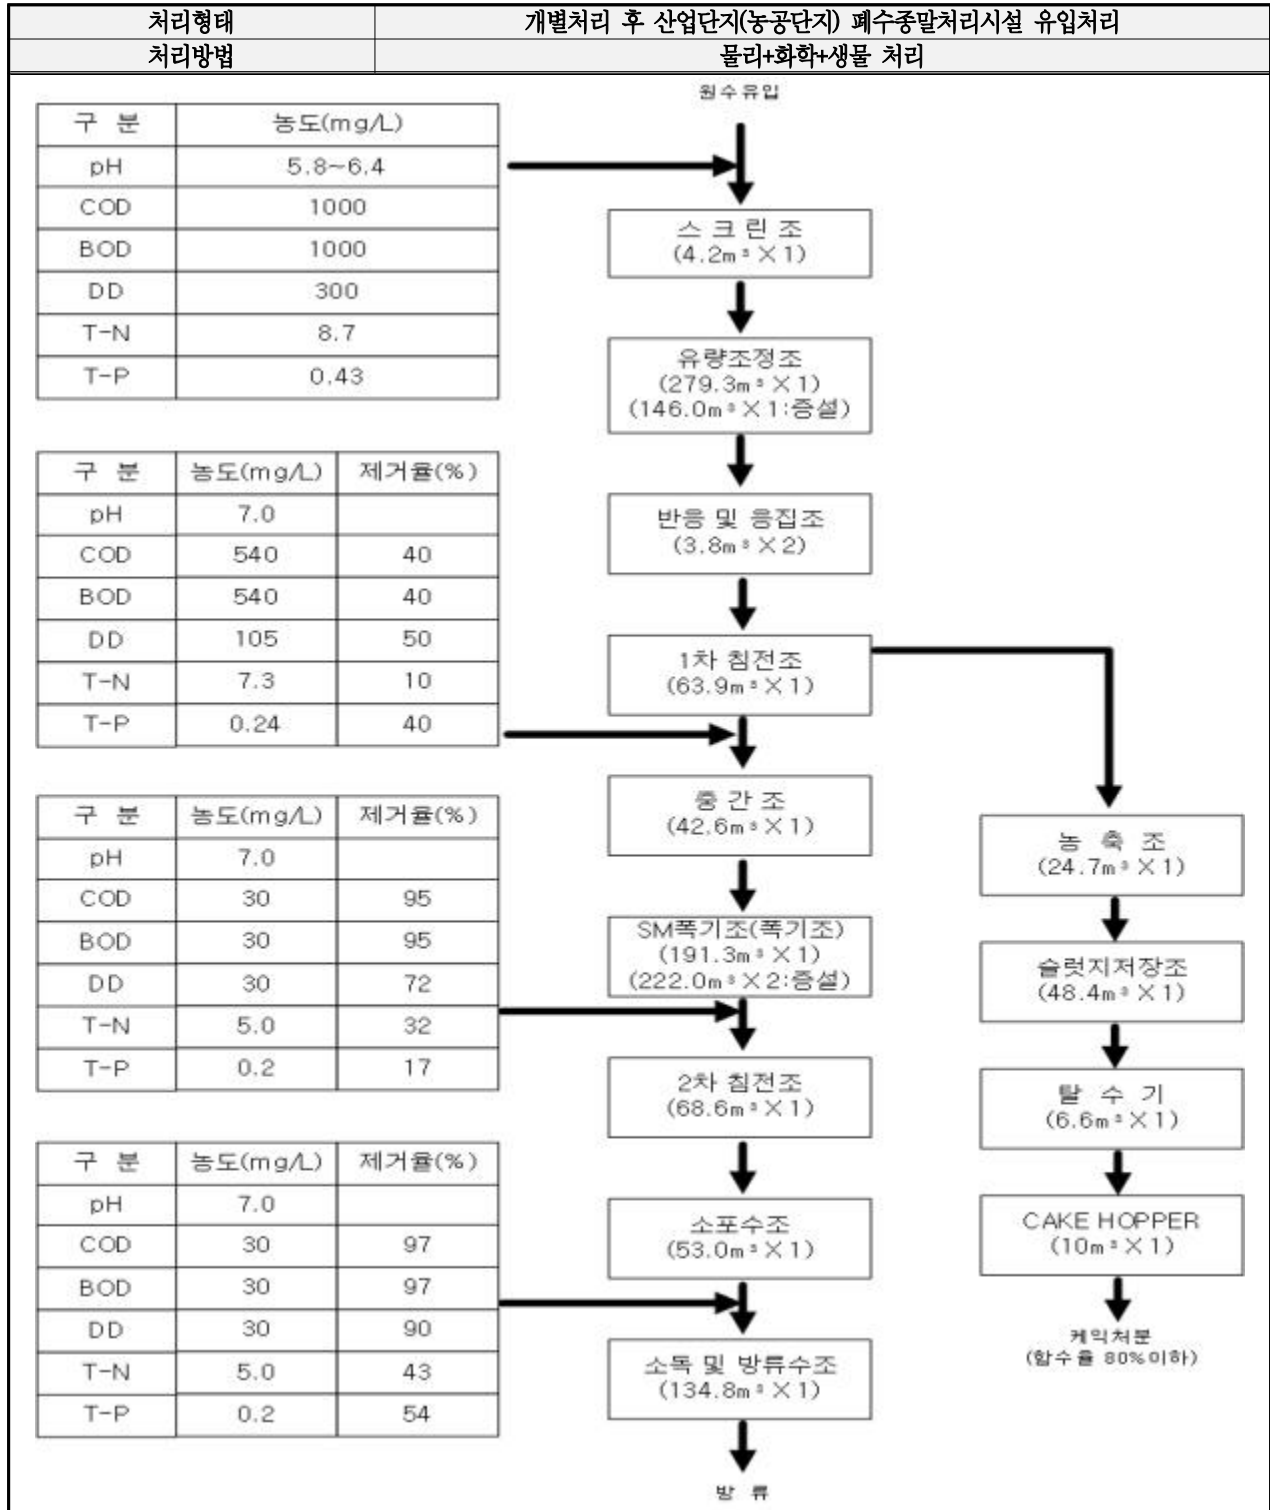 처리형태 개별처리 후 산업단지(농공단지) 폐수종말처리시설 유입처리
처리방법 물리+화학+생물 처리
원수유입
구 분 농도(mg/L)
pH 5.8~6.4
COD 1000
BOD 1000
DD 300
T-N 8.7
T-P 0.43
스 크 린 조
(4.2m³×1)
유량조정조
(279.3m³×1)
(146.0m³×1:증설)
구 분 농도(mg/L) 제거율(%)
pH 7.0
COD 540 40
BOD 540 40
DD 105 50
T-N 7.3 10
T-P 0.24 40
반응 및 응집조
(3.8m³×2)
1차 침전조
(63.9m³×1)
구 분 농도(mg/L) 제거율(%)
pH 7.0
COD 30 95
BOD 30 95
DD 30 72
T-N 5.0 32
T-P 0.2 17
중 간 조
(42.6m³×1)
SM폭기조(폭기조)
(191.3m³×1)
(222.0m³×2:증설)
2차 침전조
(68.6m³×1)
구 분 농도(mg/L) 제거율(%)
pH 7.0
COD 30 97
BOD 30 97
DD 30 90
T-N 5.0 43
T-P 0.2 54
소포수조
(53.0m³×1)
소독 및 방류수조
(134.8m³×1)
방 류
농 축 조
(24.7m³×1)
슬럿지저장조
(48.4m³×1)
탈 수 기
(6.6m³×1)
CAKE HOPPER
(10m³×1)
케익처분
(함수율 80%이하)